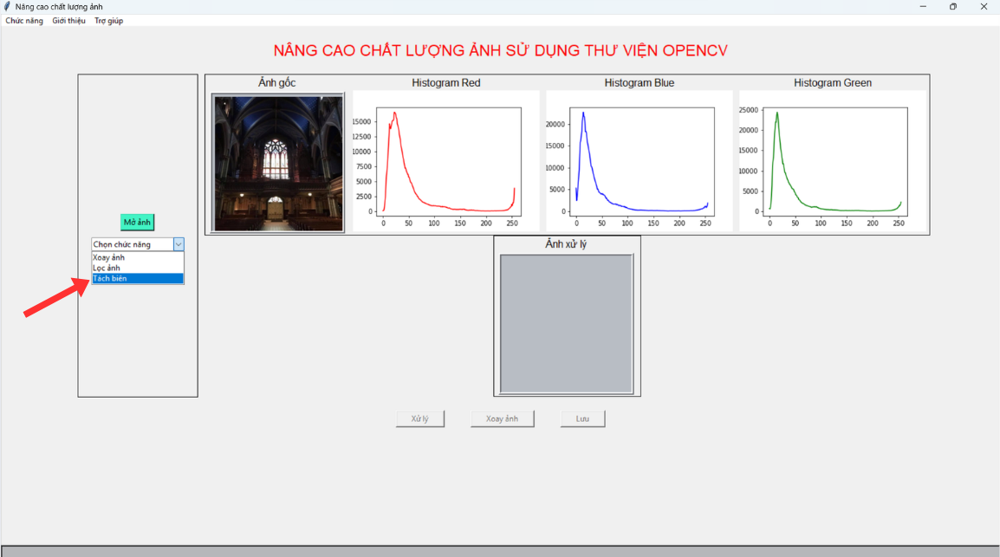 Nâng cao chất lượng ảnh
Chức năng Giới thiệu Trợ giúp
NÂNG CAO CHẤT LƯỢNG ẢNH SỬ DỤNG THƯ VIỆN OPENCV
Ảnh gốc
Histogram Red
Histogram Blue
Histogram Green
15000
12500
10000
7500
5000
2500
0
0 50 100 150 200 250
20000
15000
10000
5000
0
0 50 100 150 200 250
25000
20000
15000
10000
5000
0
0 50 100 150 200 250
Mở ảnh
Chọn chức năng
Xoay ảnh
Lọc ảnh
Tách biên
Ảnh xử lý
Xử lý
Xoay ảnh
Lưu